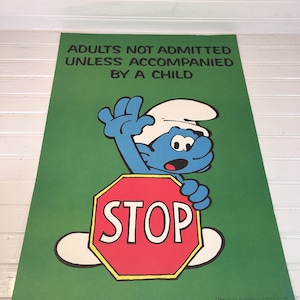 ADULTS NOT ADMITTED
UNLESS ACCOMPANIED
BY A CHILD
STOP